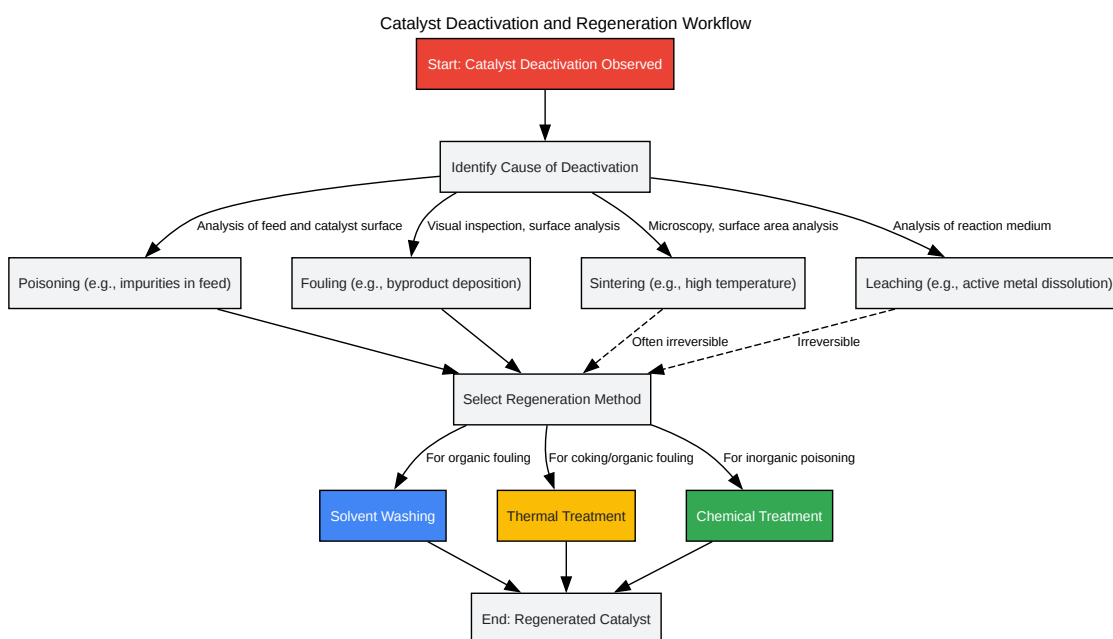 Catalyst Deactivation and Regeneration Workflow
Start: Catalyst Deactivation Observed
Identify Cause of Deactivation
Analysis of feed and catalyst surface
Visual inspection, surface analysis
Microscopy, surface area analysis
Analysis of reaction medium
Poisoning (e.g., impurities in feed)
Fouling (e.g., byproduct deposition)
Sintering (e.g., high temperature)
Leaching (e.g., active metal dissolution)
Often irreversible
Irreversible
Select Regeneration Method
For organic fouling
For coking/organic fouling
For inorganic poisoning
Solvent Washing
Thermal Treatment
Chemical Treatment
End: Regenerated Catalyst